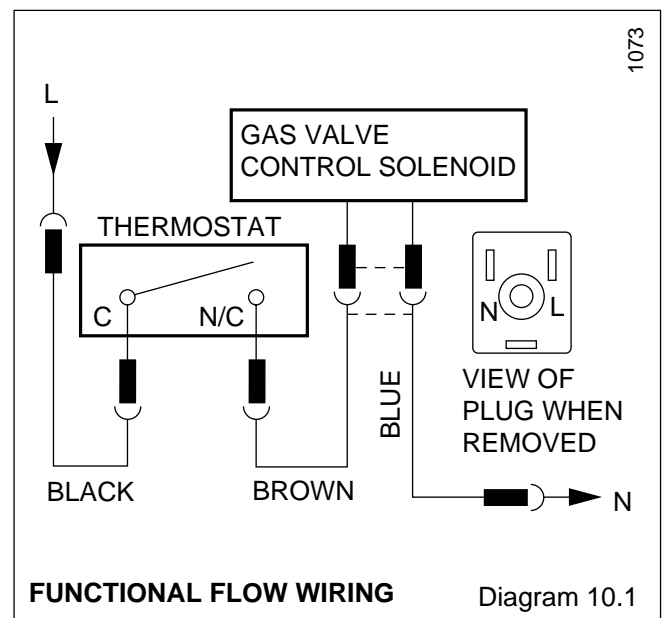 1073
L
GAS VALVE
CONTROL SOLENOID
THERMOSTAT
C
N/C
N
L
VIEW OF
PLUG WHEN
REMOVED
BLUE
BLACK
BROWN
N
FUNCTIONAL FLOW WIRING
Diagram 10.1